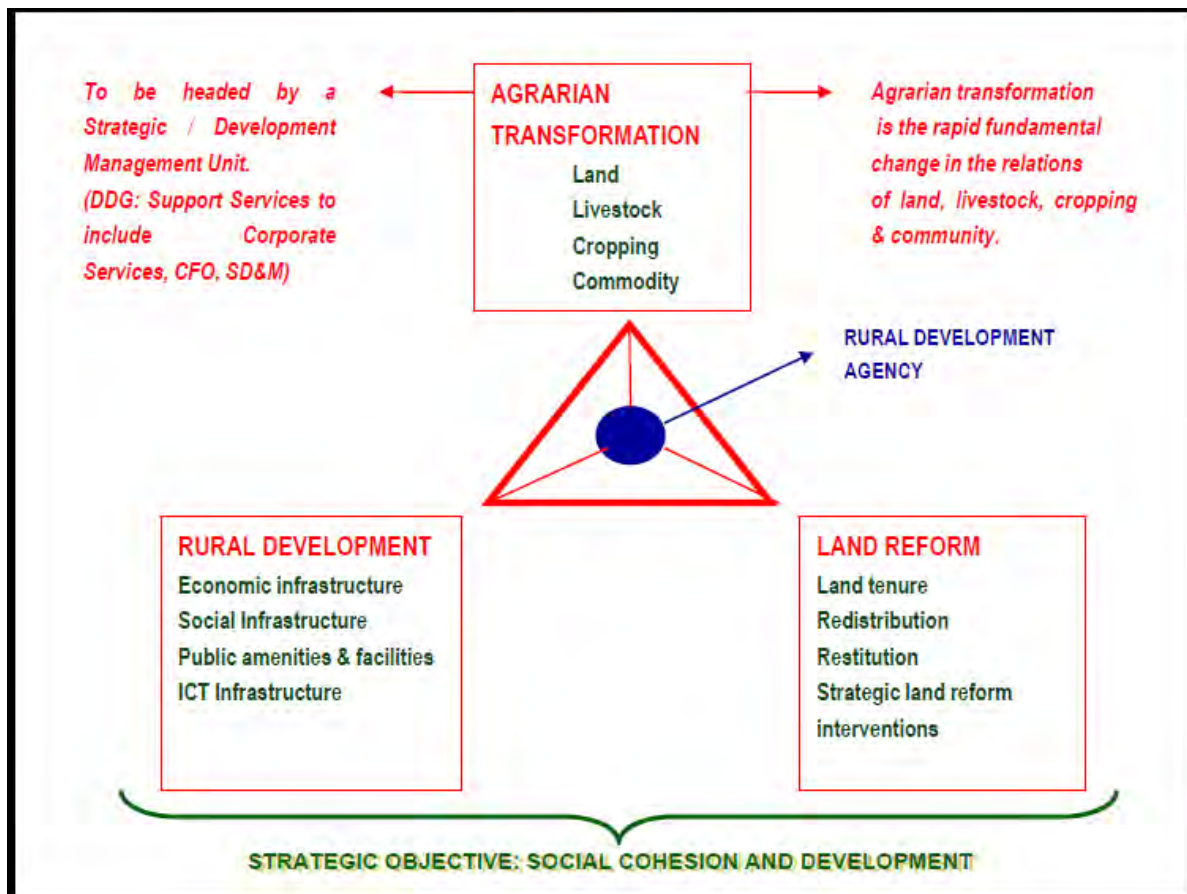 To be headed by a
Strategic / Development
Management Unit.
(DDG: Support Services to
include Corporate
Services, CFO, SD&M)
AGRARIAN
TRANSFORMATION
Land
Livestock
Cropping
Commodity
Agrarian transformation
is the rapid fundamental
change in the relations
of land, livestock, cropping
& community.
RURAL DEVELOPMENT
AGENCY
RURAL DEVELOPMENT
Economic infrastructure
Social Infrastructure
Public amenities & facilities
ICT Infrastructure
LAND REFORM
Land tenure
Redistribution
Restitution
Strategic land reform
interventions
STRATEGIC OBJECTIVE: SOCIAL COHESION AND DEVELOPMENT